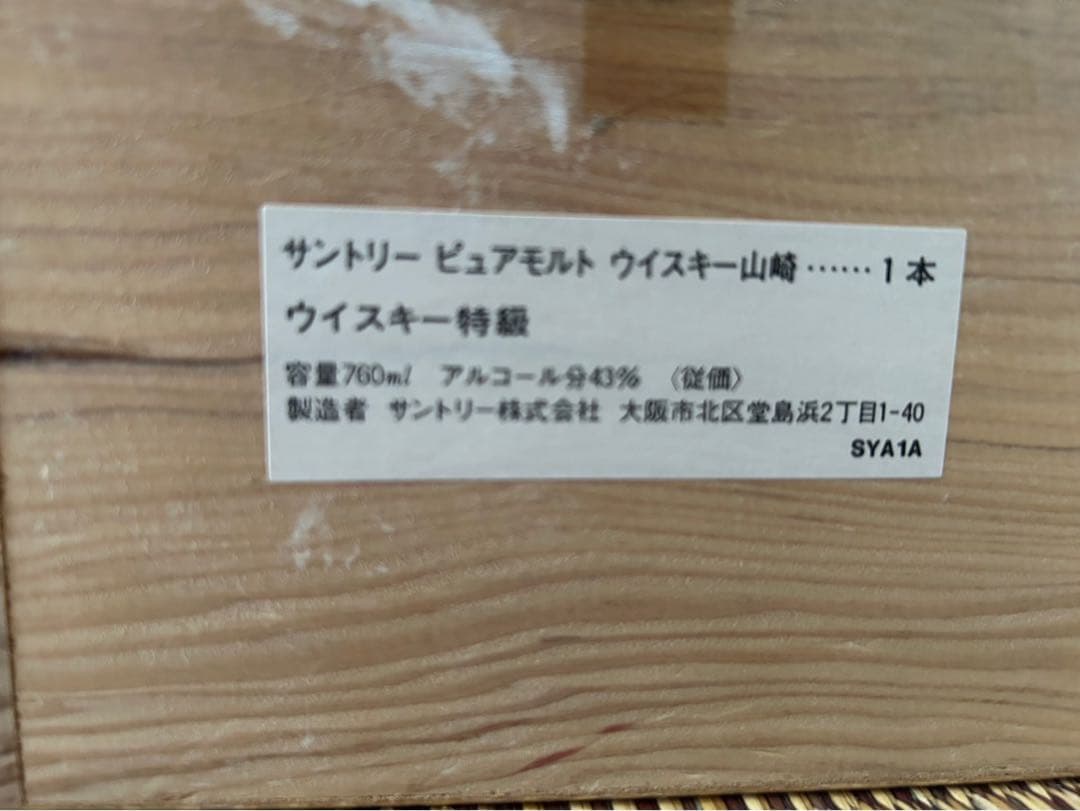 サントリー ピュアモルト ウイスキー山崎……1本
ウイスキー特級
容量760ml アルコール分43% 〈従価〉
製造者 サントリー株式会社 大阪市北区堂島浜2丁目1-40
SYA1A